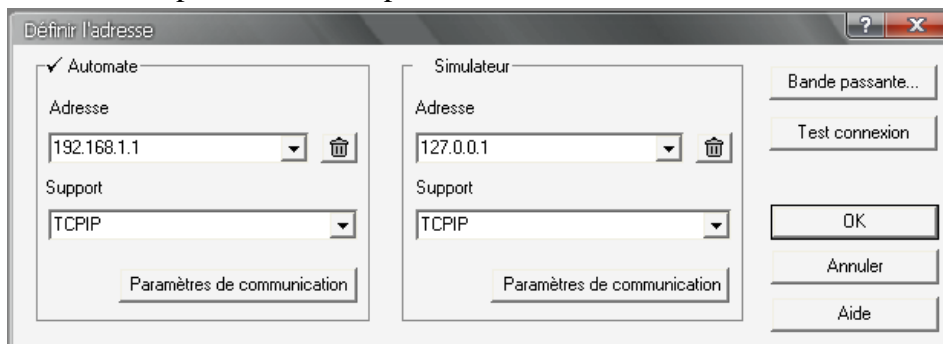 Définir l'adresse
? X
✓ Automate
Adresse
192.168.1.1
Support
TCPIP
Paramètres de communication
Simulateur
Adresse
127.0.0.1
Support
TCPIP
Paramètres de communication
Bande passante...
Test connexion
OK
Annuler
Aide